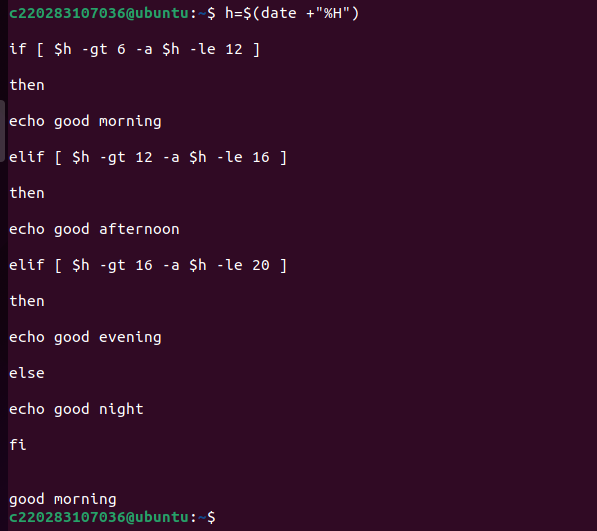 c220283107036@ubuntu:~$ h=$(date +"%H")
if [ $h -gt 6 -a $h -le 12 ]
then
echo good morning
elif [ $h -gt 12 -a $h -le 16 ]
then
echo good afternoon
elif [ $h -gt 16 -a $h -le 20 ]
then
echo good evening
else
echo good night
fi
good morning
c220283107036@ubuntu:~$